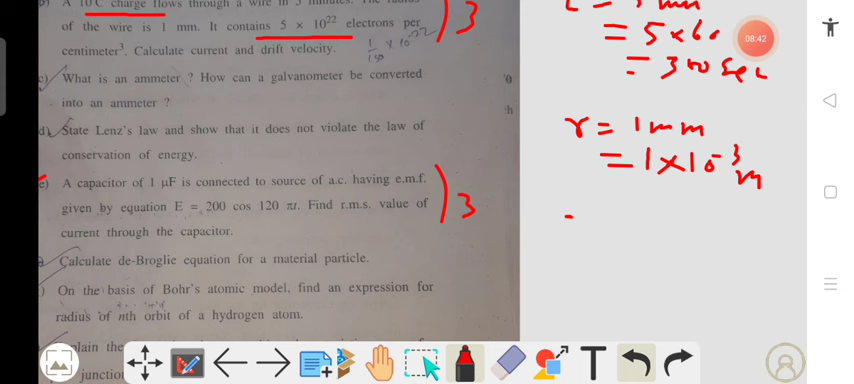 b) A 10 C charge flows through a wire in 5 minutes. The radius
of the wire is 1 mm. It contains 5 × 10²² electrons per
centimeter³. Calculate current and drift velocity.
c) What is an ammeter ? How can a galvanometer be converted
into an ammeter ?
d) State Lenz's law and show that it does not violate the law of
conservation of energy.
e) A capacitor of 1 μF is connected to source of a.c. having e.m.f.
given by equation E = 200 cos 120 πt. Find r.m.s. value of
current through the capacitor.
Calculate de-Broglie equation for a material particle.
On the basis of Bohr's atomic model, find an expression for
radius of nth orbit of a hydrogen atom.
plain the
junction
) 3
) 3
= 5 × 60
= 300 sec
r = 1 mm
= 1 × 10⁻³ m
08:42
T